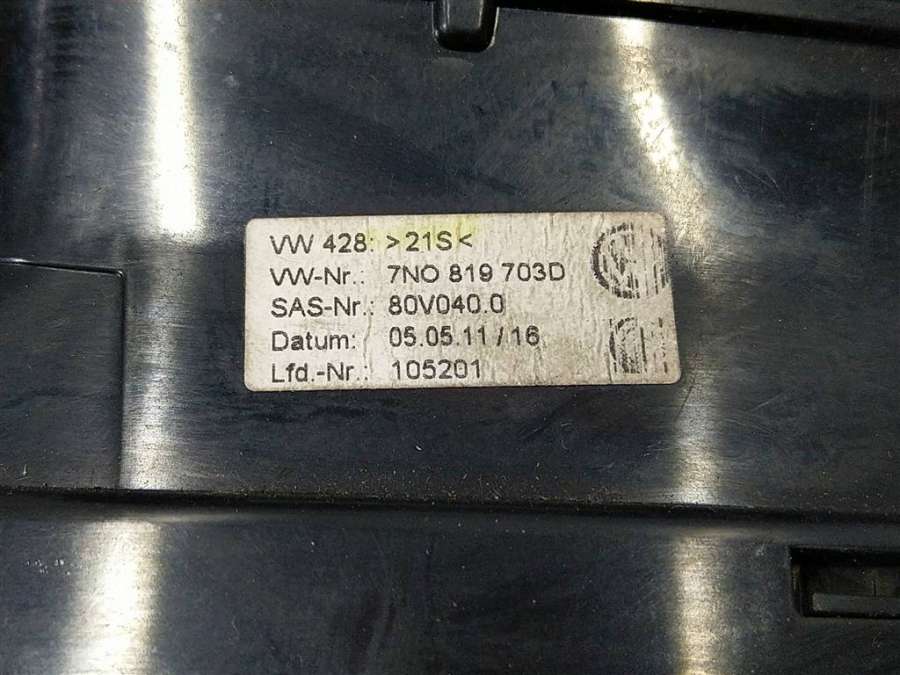 VW 428: >21S<
VW-Nr.: 7NO 819 703D
SAS-Nr.: 80V040.0
Datum: 05.05.11/16
Lfd.-Nr.: 105201